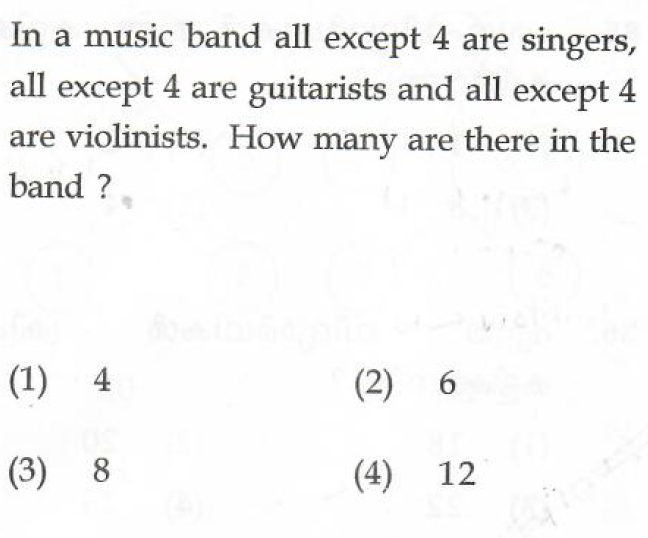 In a music band all except 4 are singers,
all except 4 are guitarists and all except 4
are violinists. How many are there in the
band ?
(1) 4 (2) 6
(3) 8 (4) 12